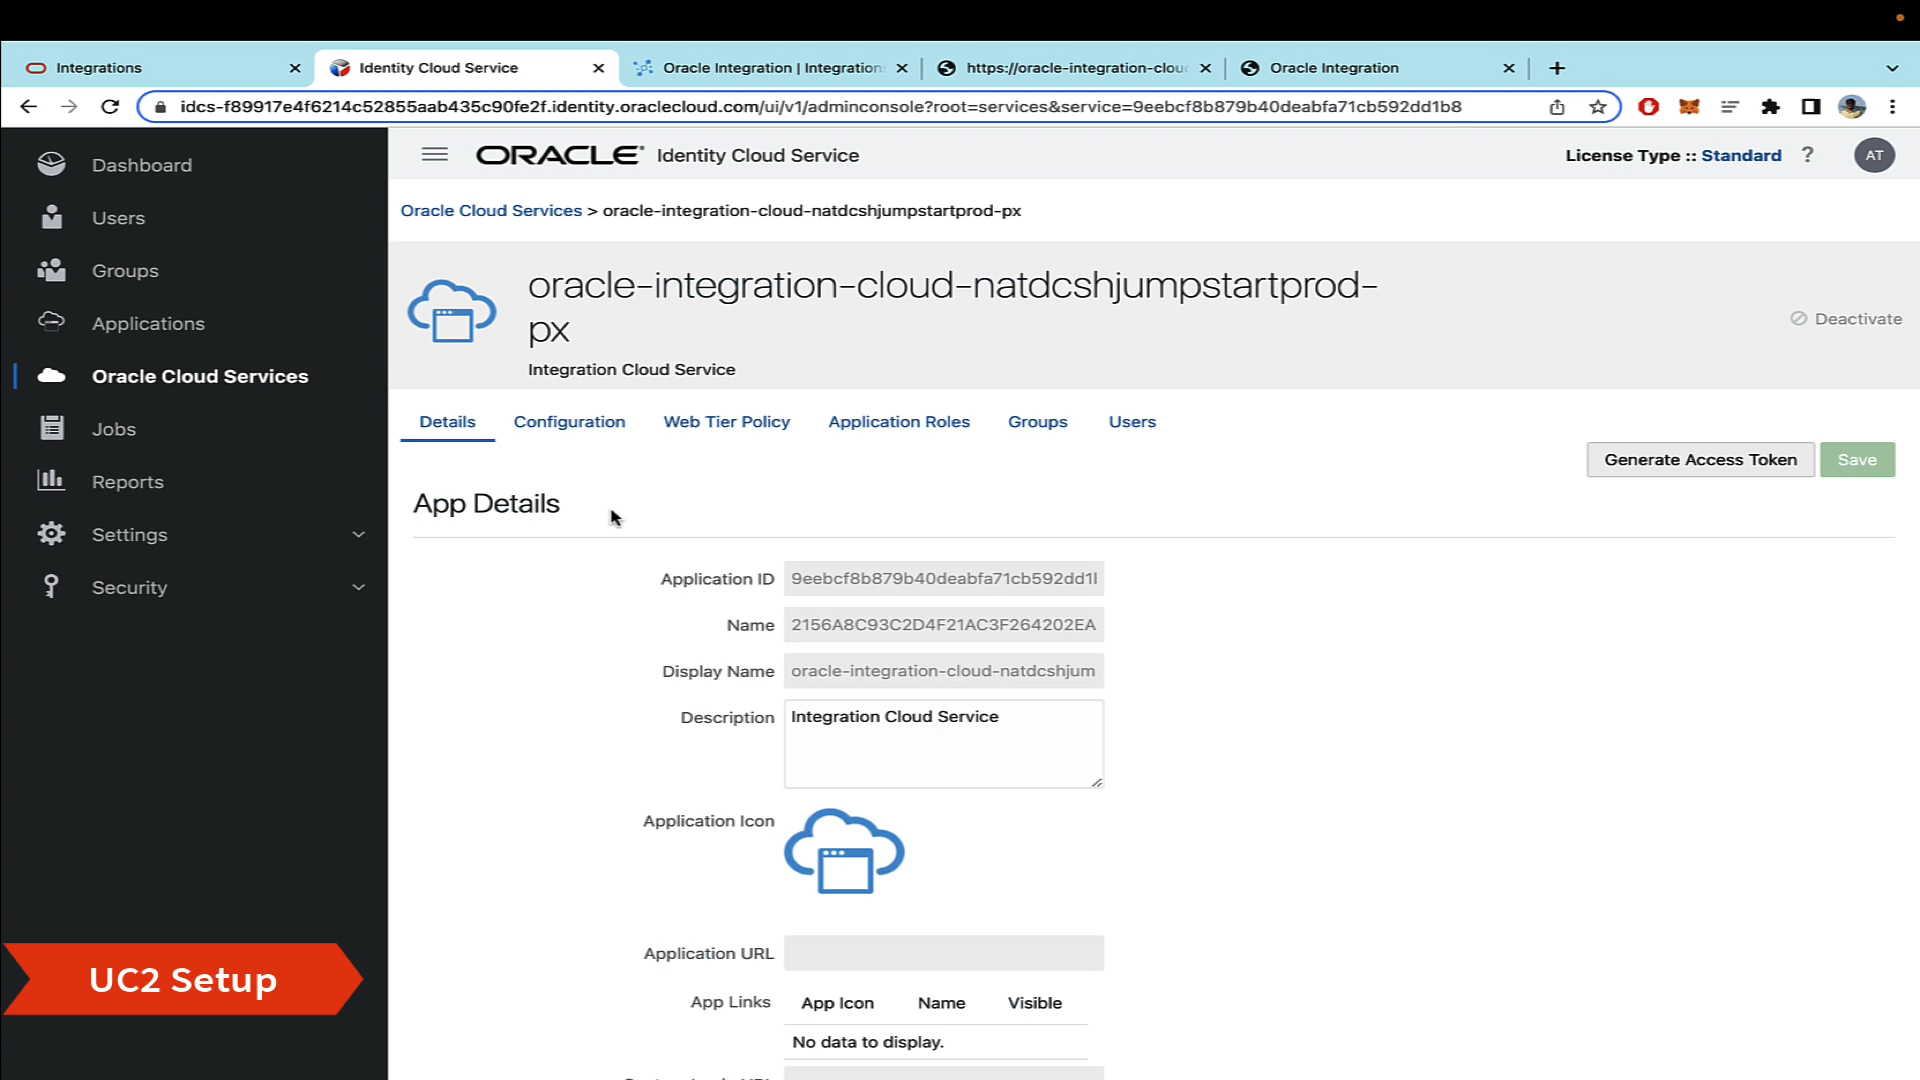 Integrations
Identity Cloud Service
Oracle Integration | Integration
https://oracle-integration-clou
Oracle Integration
idcs-f89917e4f6214c52855aab435c90fe2f.identity.oraclecloud.com/ui/v1/adminconsole?root=services&service=9eebcf8b879b40deabfa71cb592dd1b8
Dashboard
Users
Groups
Applications
Oracle Cloud Services
Jobs
Reports
Settings
Security
UC2 Setup
ORACLE Identity Cloud Service
License Type :: Standard ?
AT
Oracle Cloud Services > oracle-integration-cloud-natdcshjumpstartprod-px
oracle-integration-cloud-natdcshjumpstartprod-
px
Integration Cloud Service
Deactivate
Details Configuration Web Tier Policy Application Roles Groups Users
Generate Access Token Save
App Details
Application ID 9eebcf8b879b40deabfa71cb592dd1
Name 2156A8C93C2D4F21AC3F264202EA
Display Name oracle-integration-cloud-natdcshjum
Description Integration Cloud Service
Application Icon
Application URL
App Links App Icon Name Visible
No data to display.